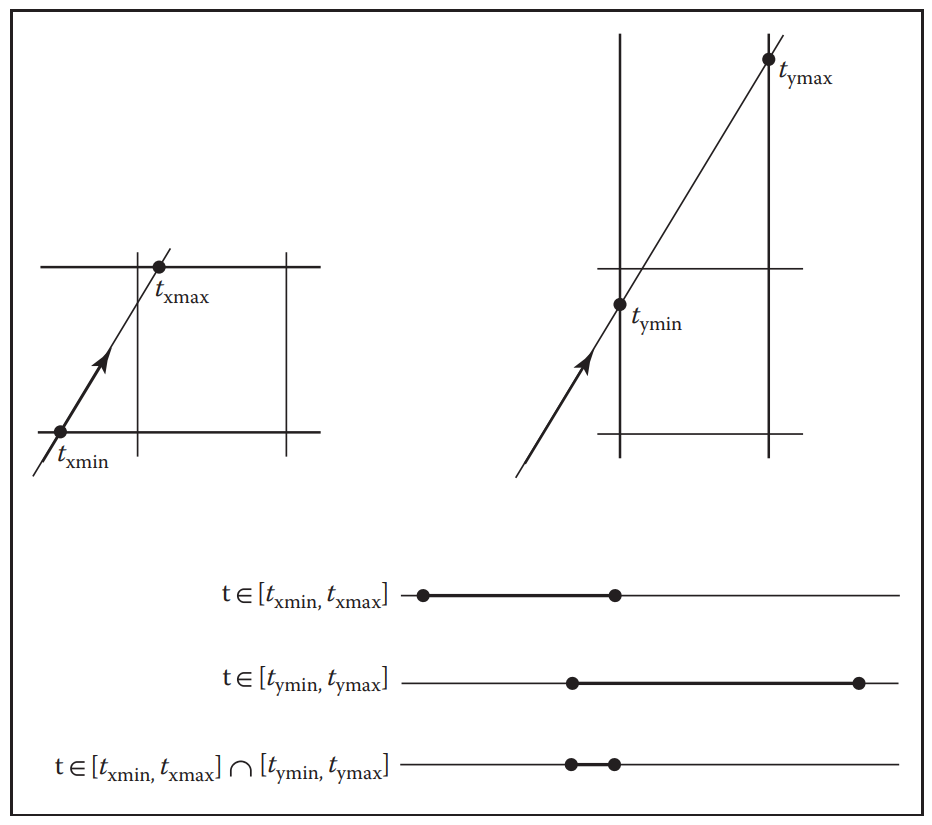 t_ymax
t_xmax
t_ymin
t_xmin
t ∈ [t_xmin, t_xmax]
t ∈ [t_ymin, t_ymax]
t ∈ [t_xmin, t_xmax] ∩ [t_ymin, t_ymax]